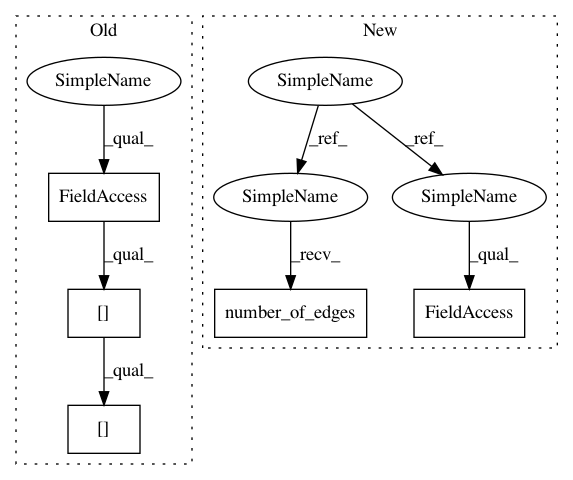 Old
New
SimpleName
SimpleName
_qual_
_ref_
_ref_
FieldAccess
SimpleName
SimpleName
_qual_
_recv_
_qual_
[]
number_of_edges
FieldAccess
_qual_
[]